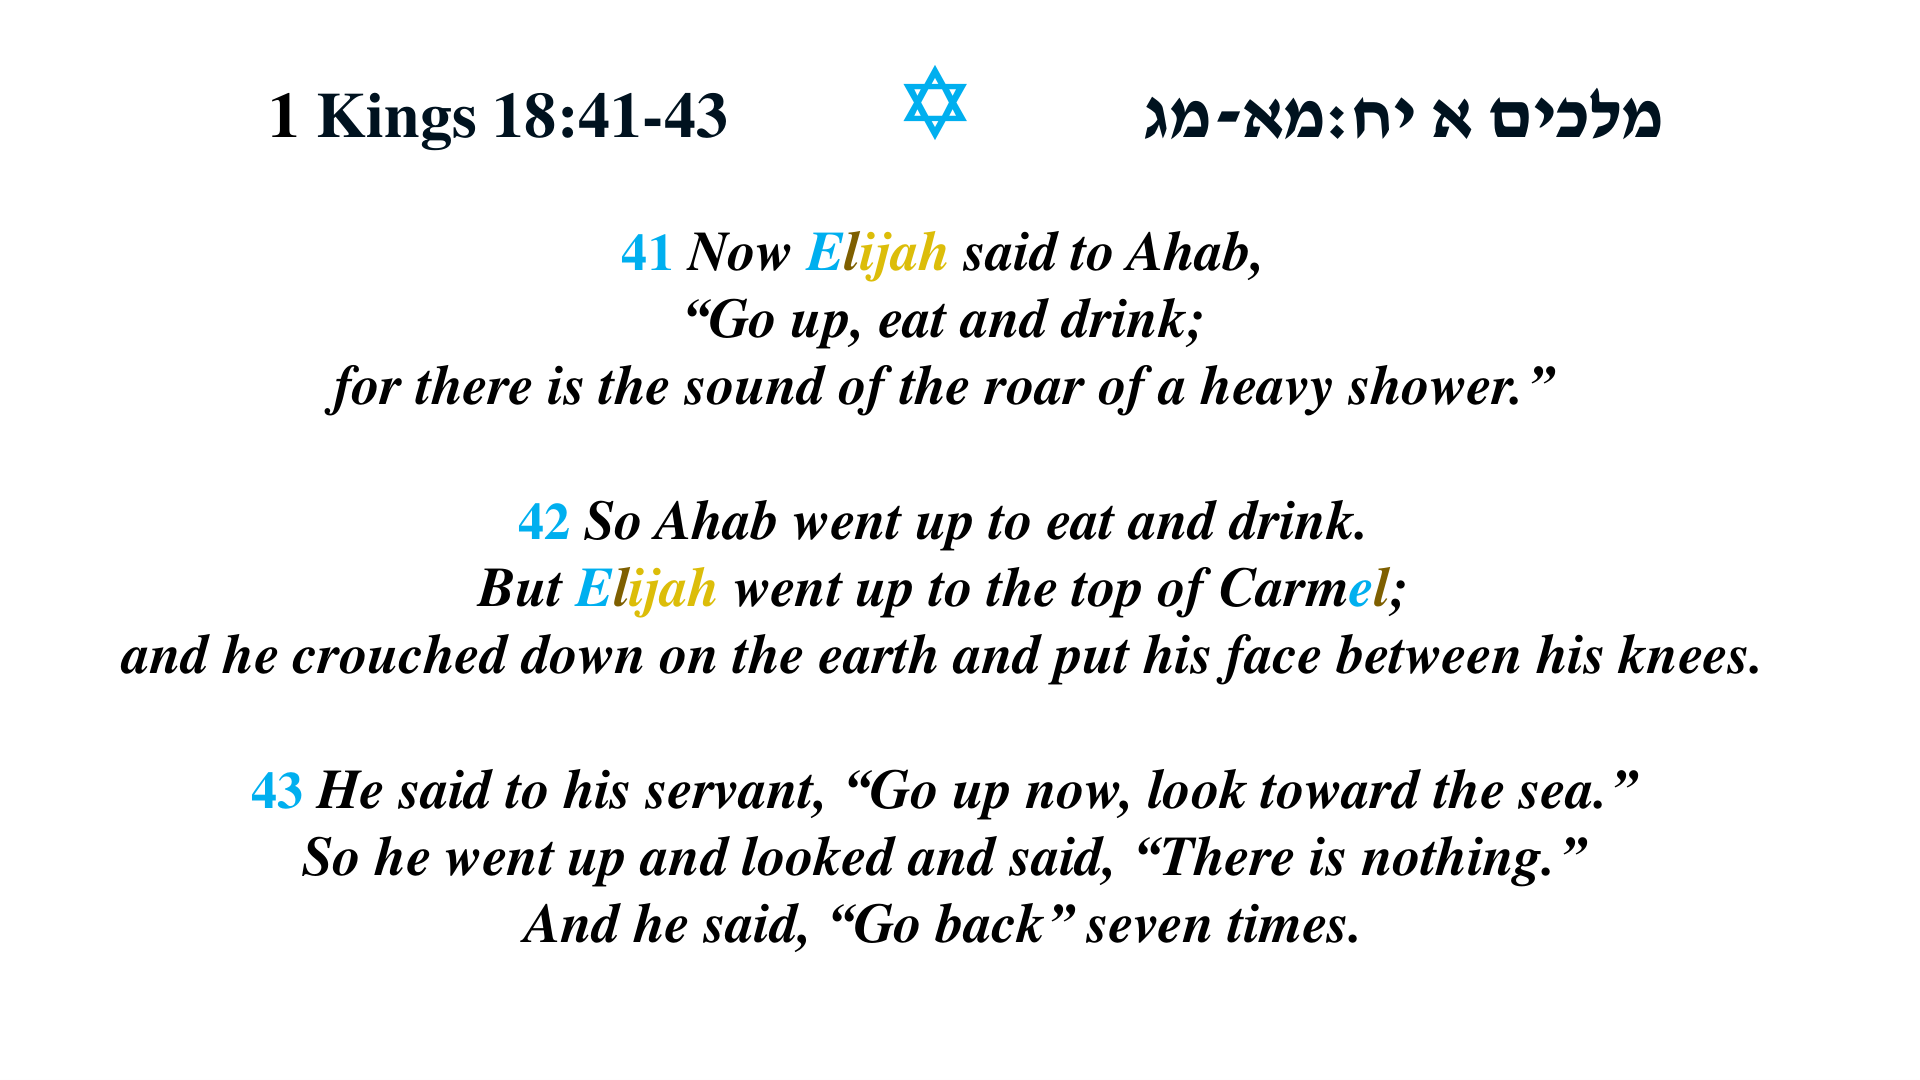 1 Kings 18:41-43 ✡ מלכים א יח:מא-מג
41 Now Elijah said to Ahab,
“Go up, eat and drink;
for there is the sound of the roar of a heavy shower.”
42 So Ahab went up to eat and drink.
But Elijah went up to the top of Carmel;
and he crouched down on the earth and put his face between his knees.
43 He said to his servant, “Go up now, look toward the sea.”
So he went up and looked and said, “There is nothing.”
And he said, “Go back” seven times.